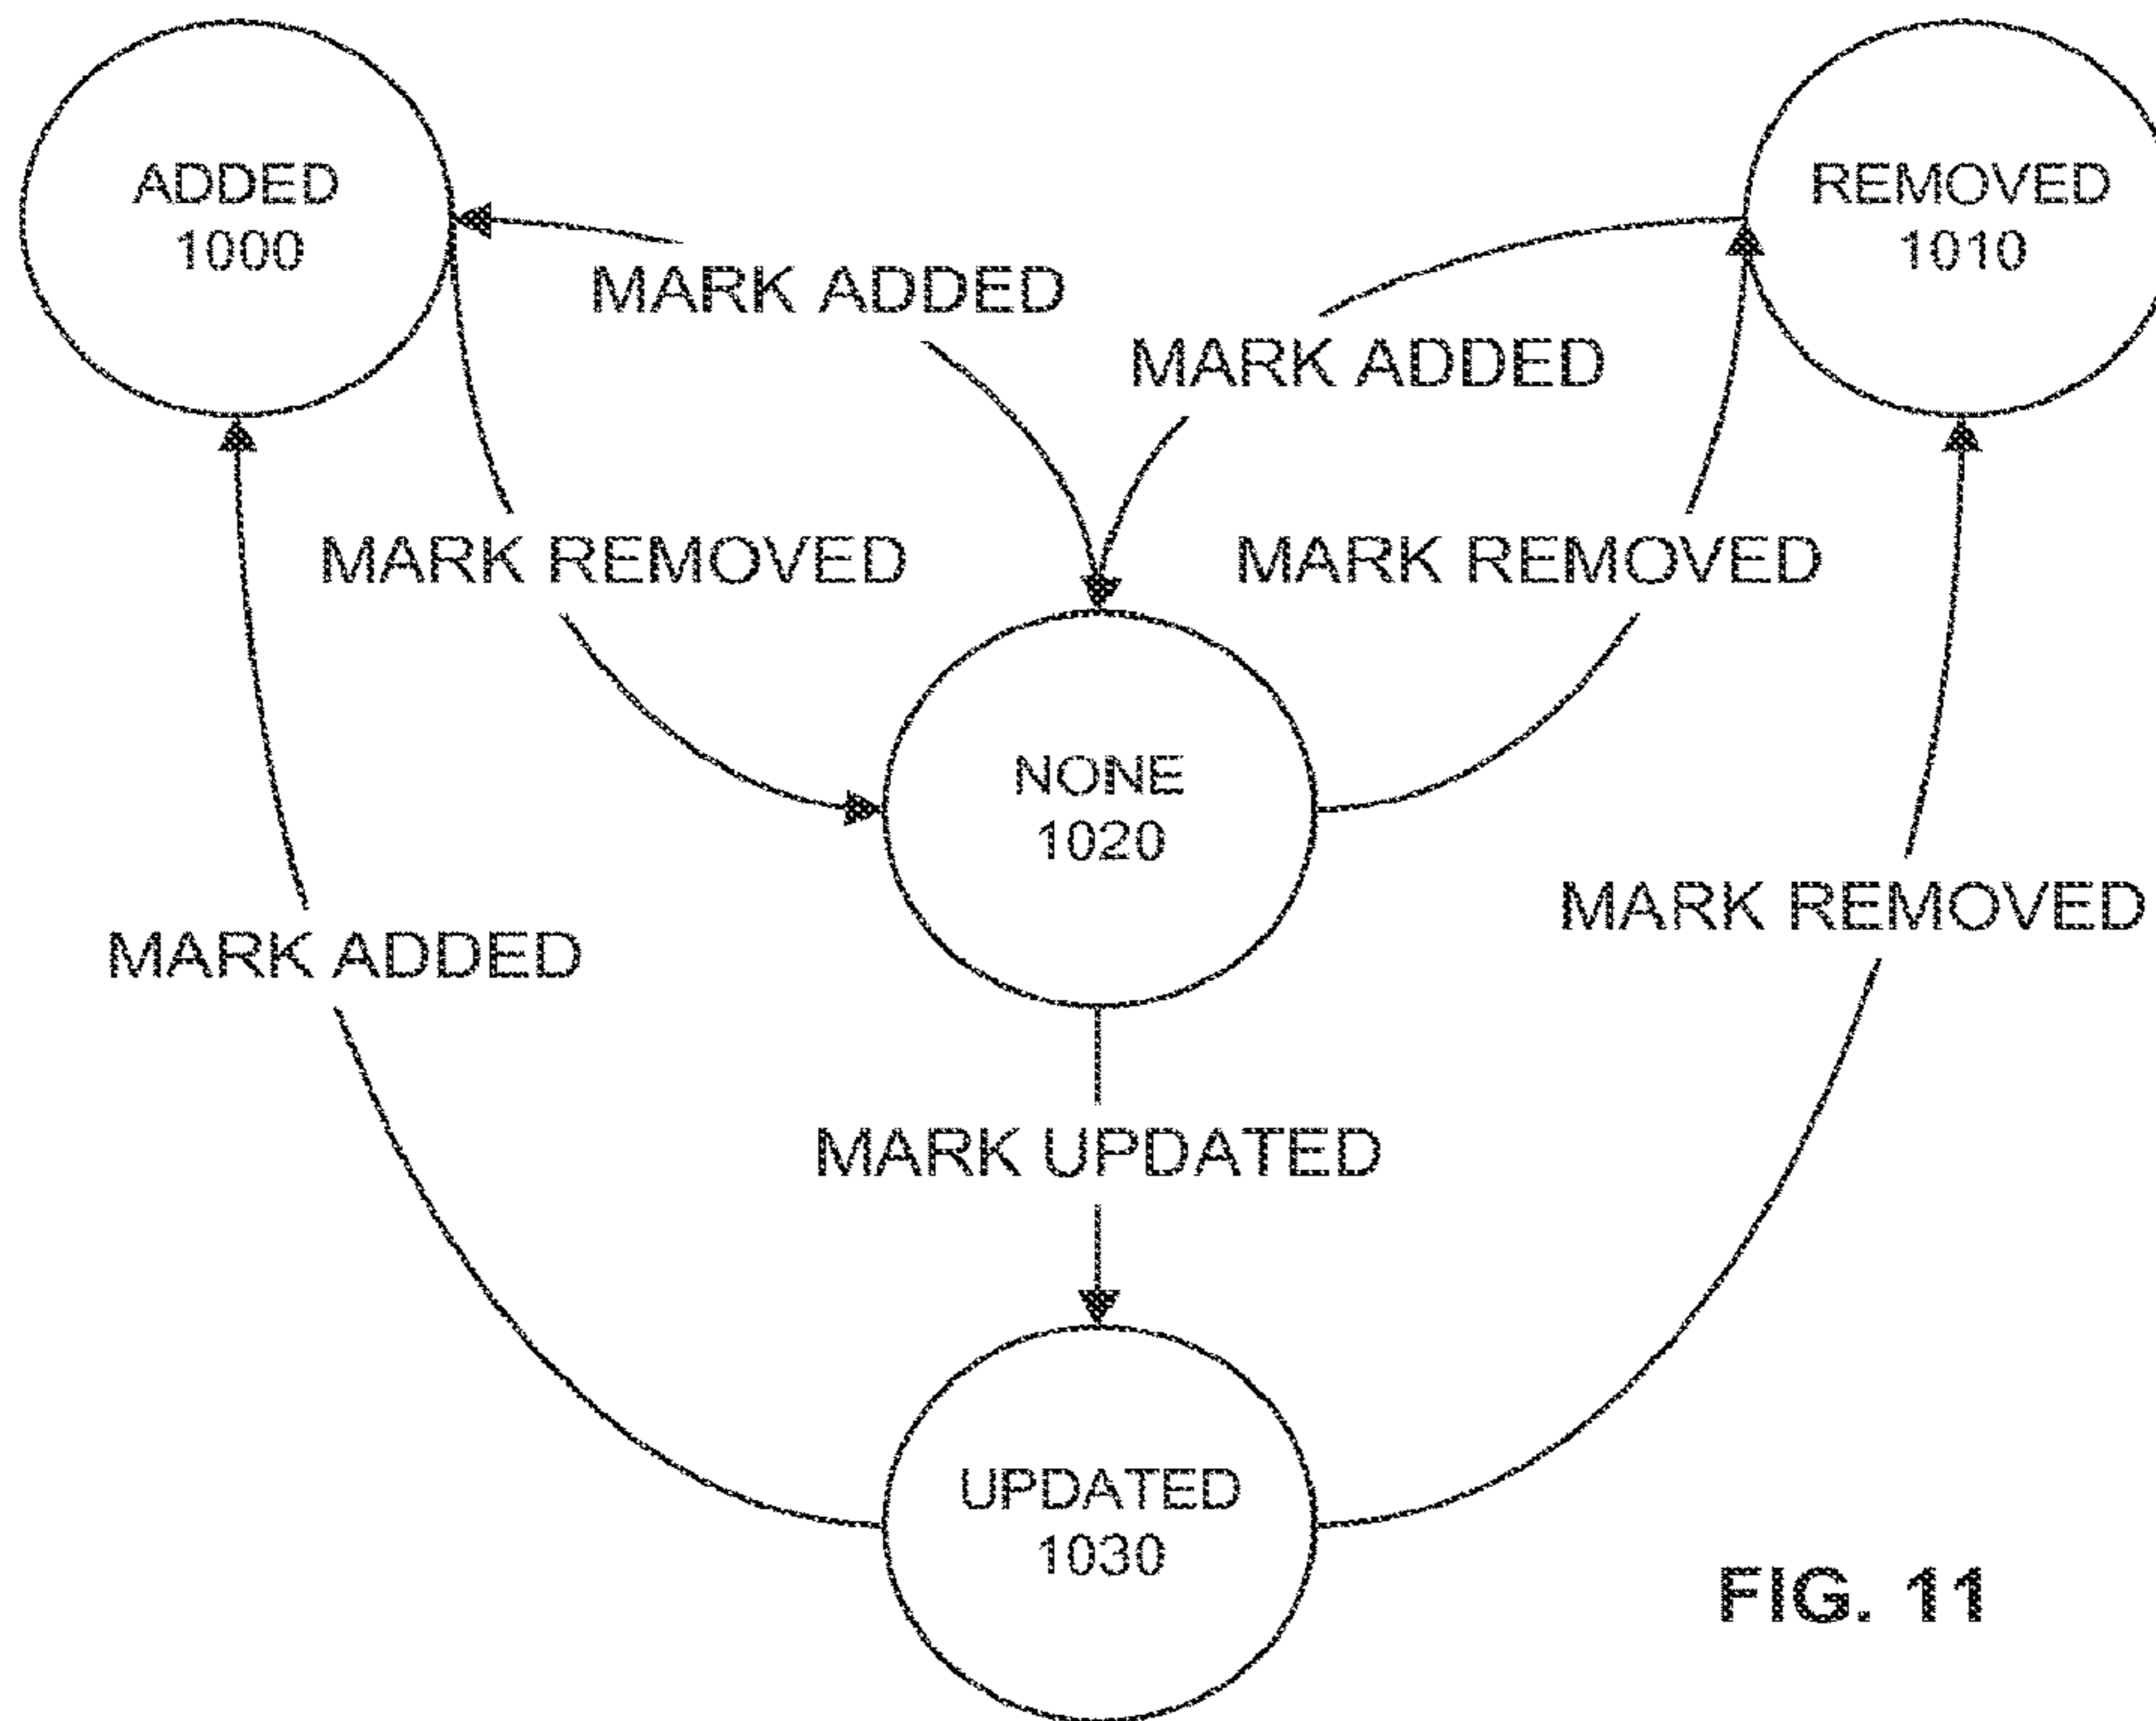 ADDED
1000
REMOVED
1010
MARK ADDED
MARK ADDED
MARK REMOVED
MARK REMOVED
NONE
1020
MARK REMOVED
MARK ADDED
MARK UPDATED
UPDATED
1030
FIG. 11